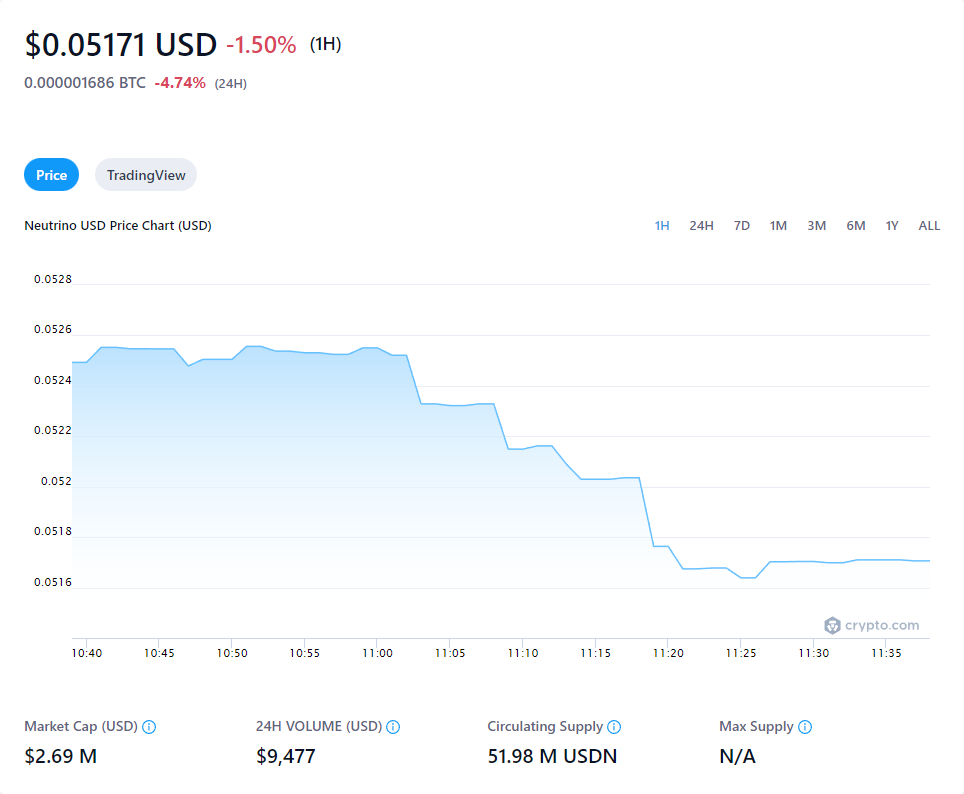 $0.05171 USD -1.50% (1H)
0.000001686 BTC -4.74% (24H)
Price TradingView
Neutrino USD Price Chart (USD) 1H 24H 7D 1M 3M 6M 1Y ALL
0.0528
0.0526
0.0524
0.0522
0.052
0.0518
0.0516
crypto.com
10:40 10:45 10:50 10:55 11:00 11:05 11:10 11:15 11:20 11:25 11:30 11:35
Market Cap (USD) 24H VOLUME (USD) Circulating Supply Max Supply
$2.69 M $9,477 51.98 M USDN N/A